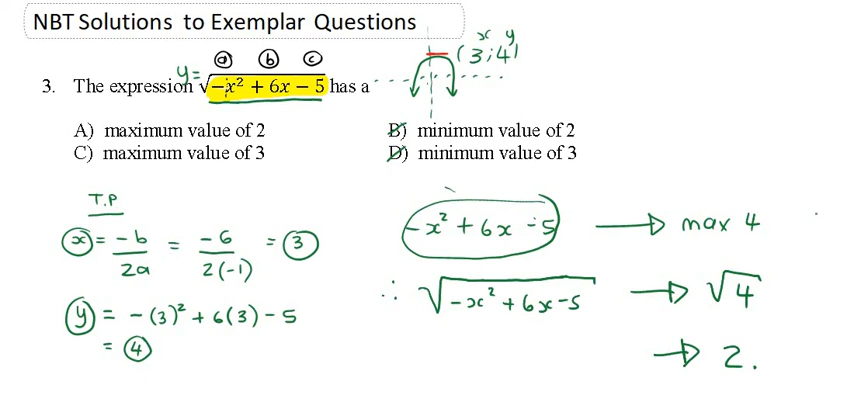 NBT Solutions to Exemplar Questions
x y
(3;4)
ⓐ ⓑ ⓒ
y=
3. The expression √(−x² + 6x − 5) has a
A) maximum value of 2
B) minimum value of 2
C) maximum value of 3
D) minimum value of 3
T.P
x = −b/2a = −6/2(−1) = 3
y = −(3)² + 6(3) − 5
= 4
−x² + 6x − 5 → max 4
∴ √(−x² + 6x − 5) → √4
→ 2.